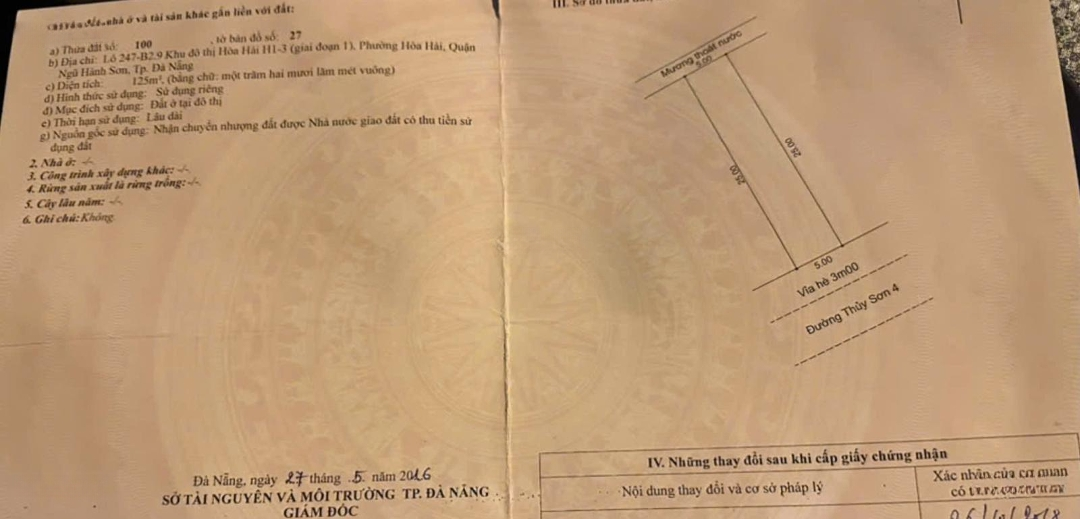 nhà ở và tài sản khác gắn liền với đất:
a) Thửa đất số: 100 , tờ bản đồ số: 27
b) Địa chỉ: Lô 247-B2.9 Khu đô thị Hòa Hải H1-3 (giai đoạn 1), Phường Hòa Hải, Quận
Ngũ Hành Sơn, Tp. Đà Nẵng
c) Diện tích: 125m², (bằng chữ: một trăm hai mươi lăm mét vuông)
d) Hình thức sử dụng: Sử dụng riêng
đ) Mục đích sử dụng: Đất ở tại đô thị
e) Thời hạn sử dụng: Lâu dài
g) Nguồn gốc sử dụng: Nhận chuyển nhượng đất được Nhà nước giao đất có thu tiền sử
dụng đất
2. Nhà ở: -/-
3. Công trình xây dựng khác: -/-
4. Rừng sản xuất là rừng trồng: -/-
5. Cây lâu năm: -/-
6. Ghi chú: Không
Đà Nẵng, ngày 27 tháng 5 năm 2016
SỞ TÀI NGUYÊN VÀ MÔI TRƯỜNG TP. ĐÀ NẴNG
GIÁM ĐỐC
III. Sơ đồ
Mương thoát nước
5.00
25.00
25.00
5.00
Vỉa hè 3m00
Đường Thủy Sơn 4
IV. Những thay đổi sau khi cấp giấy chứng nhận
Nội dung thay đổi và cơ sở pháp lý
Xác nhận của cơ quan
có